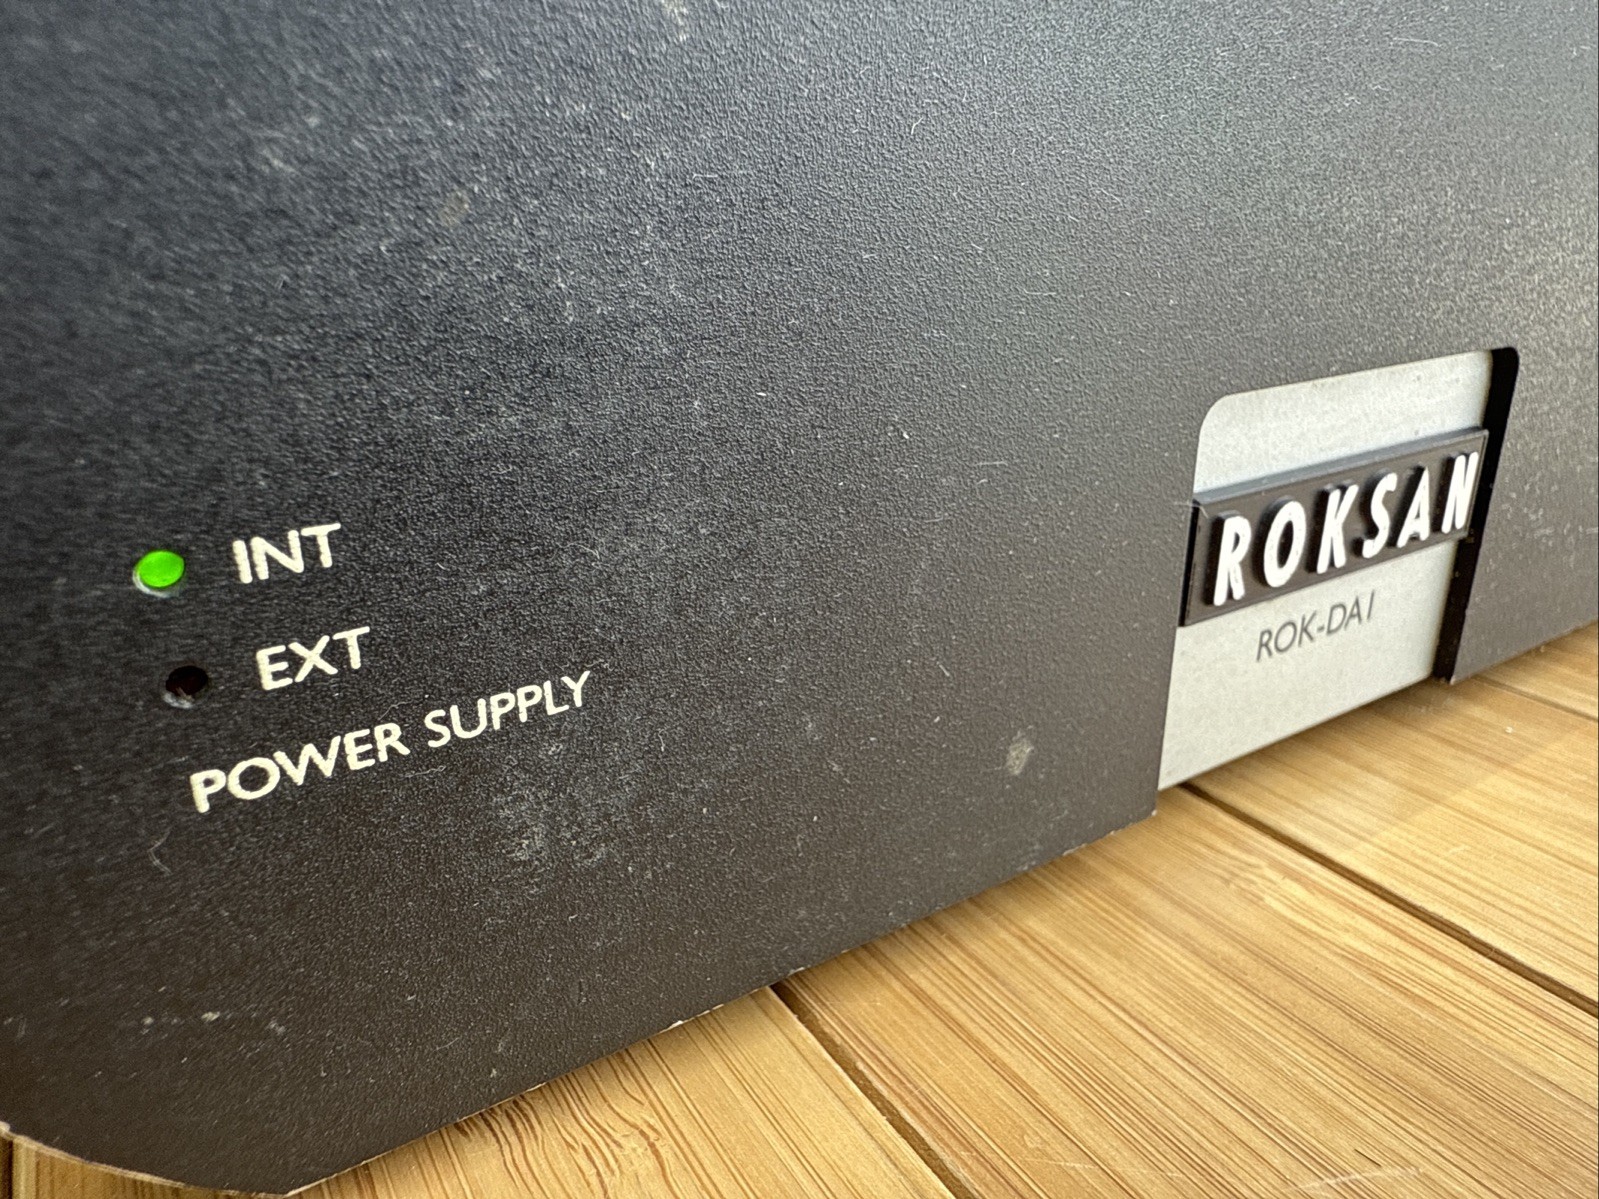 INT
EXT
POWER SUPPLY
ROKSAN
ROK-DA1